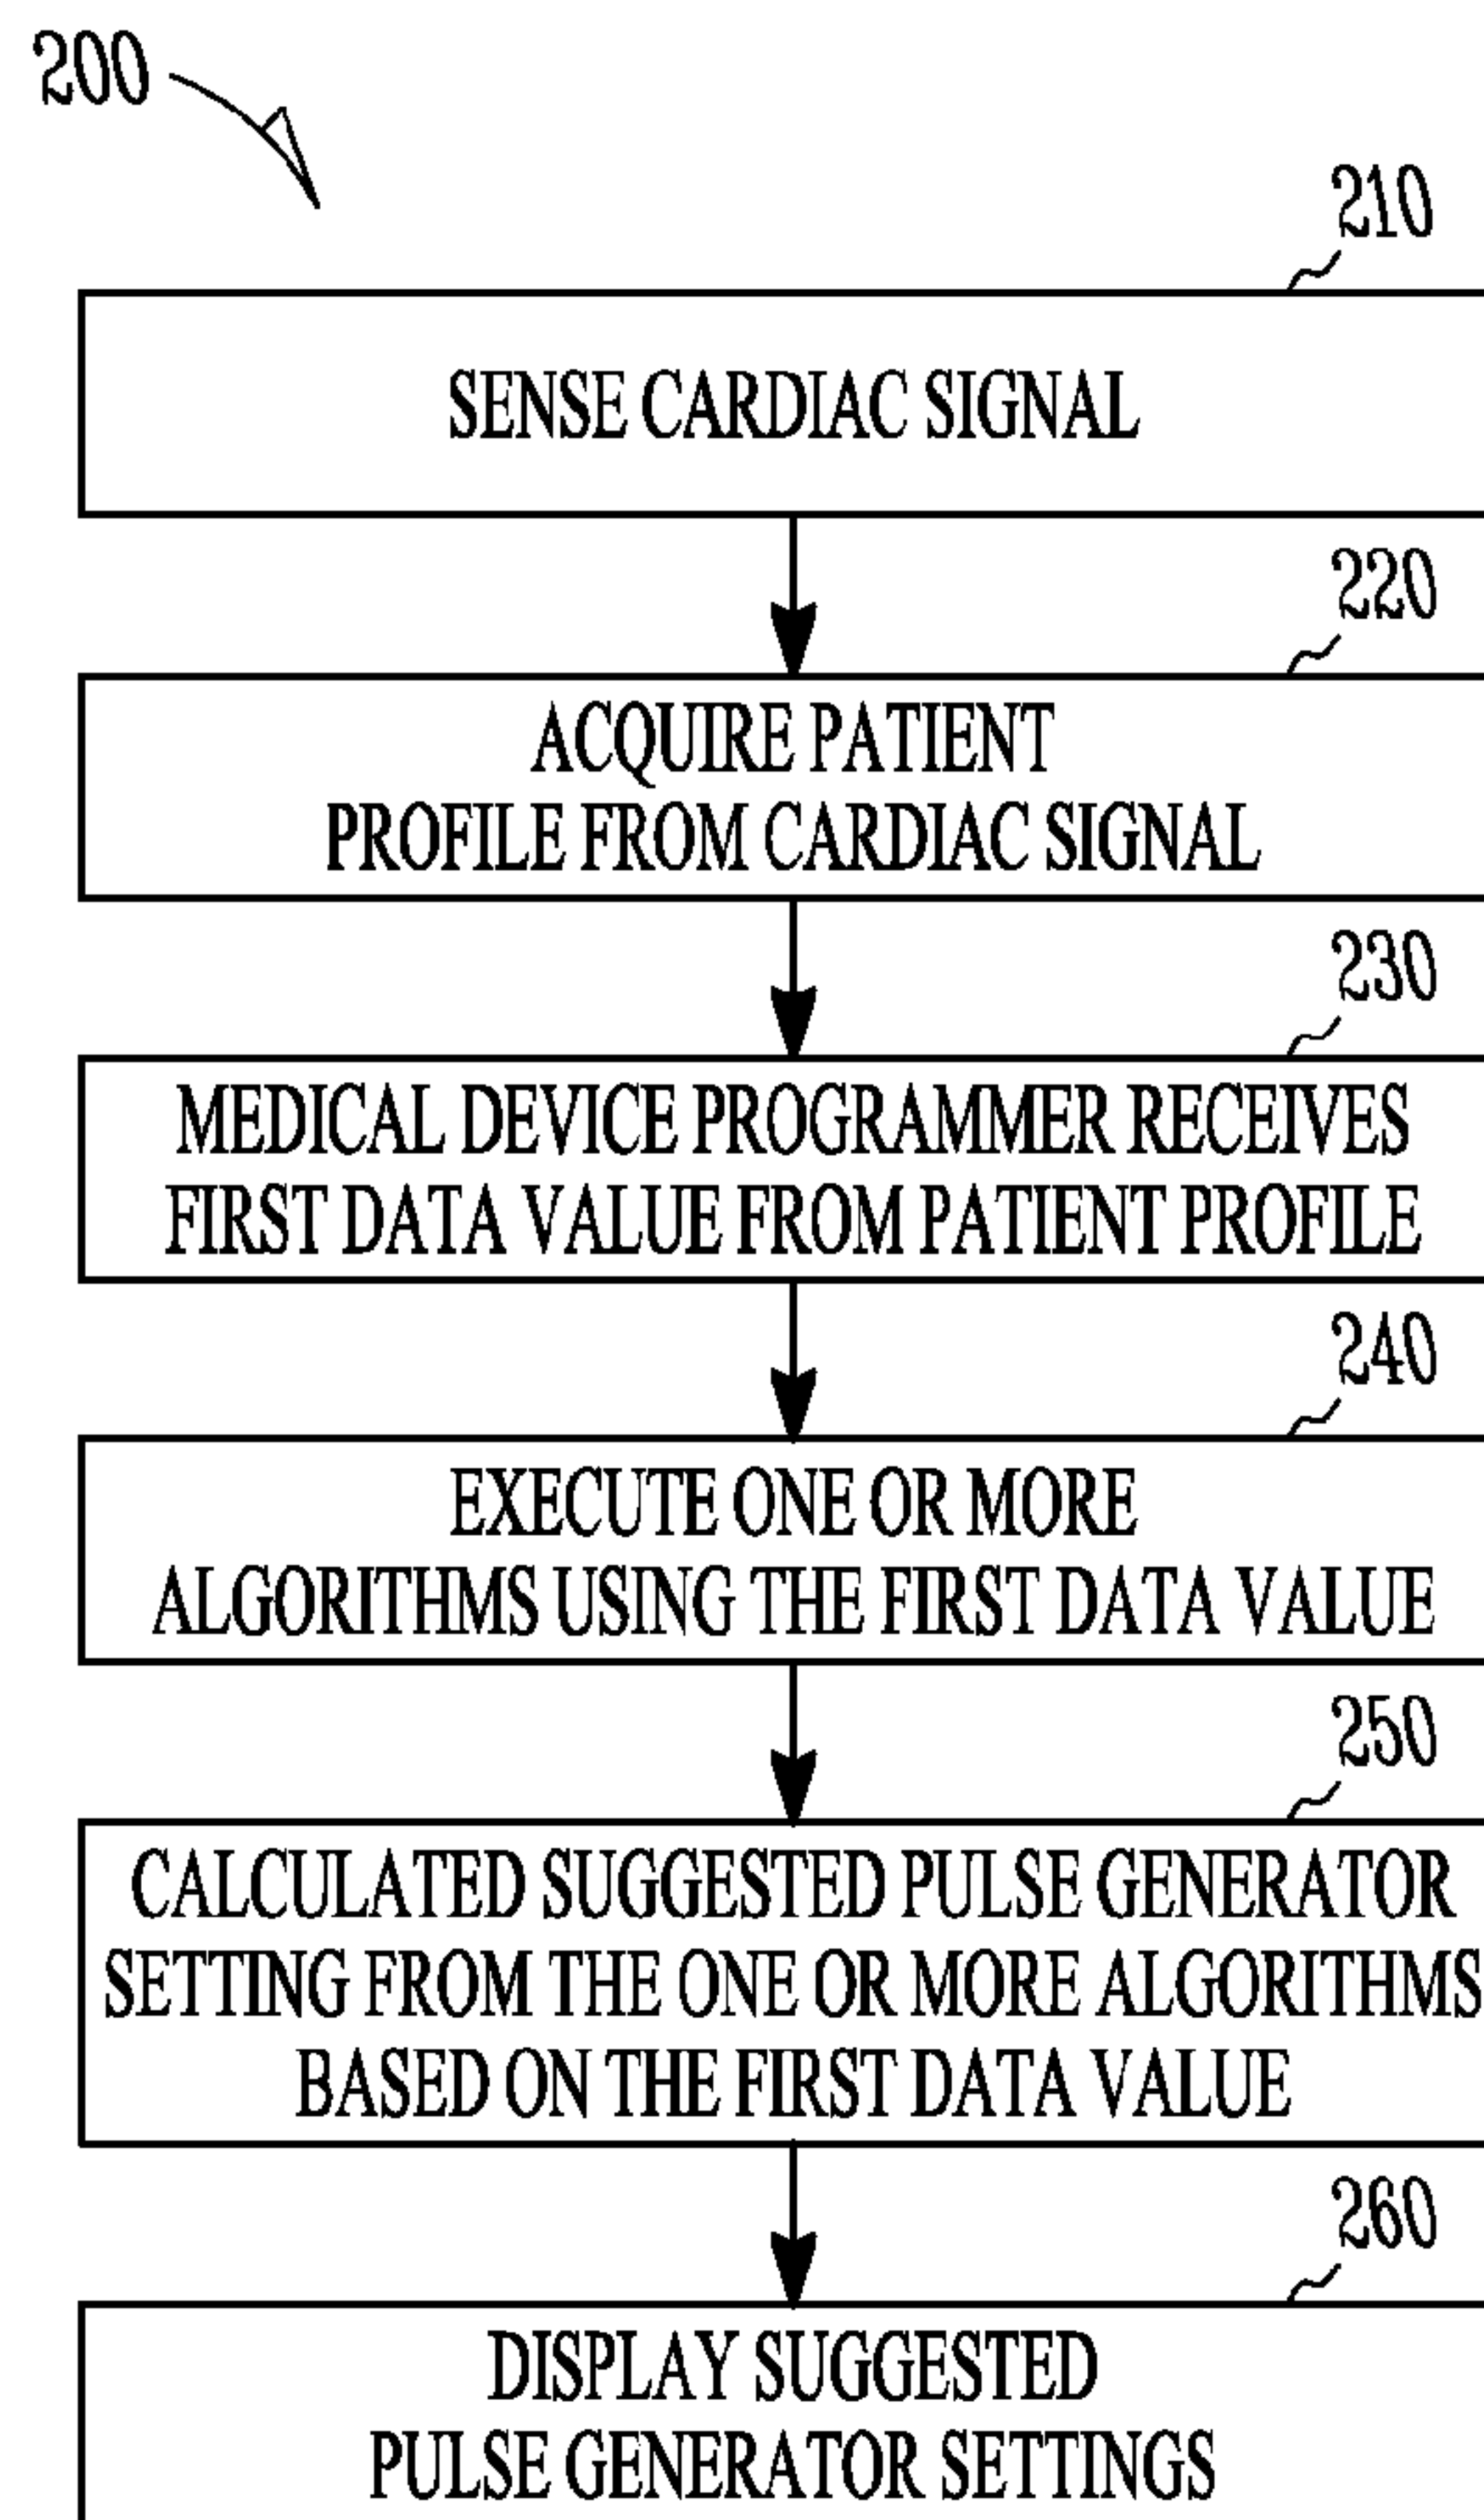 200
210
SENSE CARDIAC SIGNAL
220
ACQUIRE PATIENT
PROFILE FROM CARDIAC SIGNAL
230
MEDICAL DEVICE PROGRAMMER RECEIVES
FIRST DATA VALUE FROM PATIENT PROFILE
240
EXECUTE ONE OR MORE
ALGORITHMS USING THE FIRST DATA VALUE
250
CALCULATED SUGGESTED PULSE GENERATOR
SETTING FROM THE ONE OR MORE ALGORITHMS
BASED ON THE FIRST DATA VALUE
260
DISPLAY SUGGESTED
PULSE GENERATOR SETTINGS